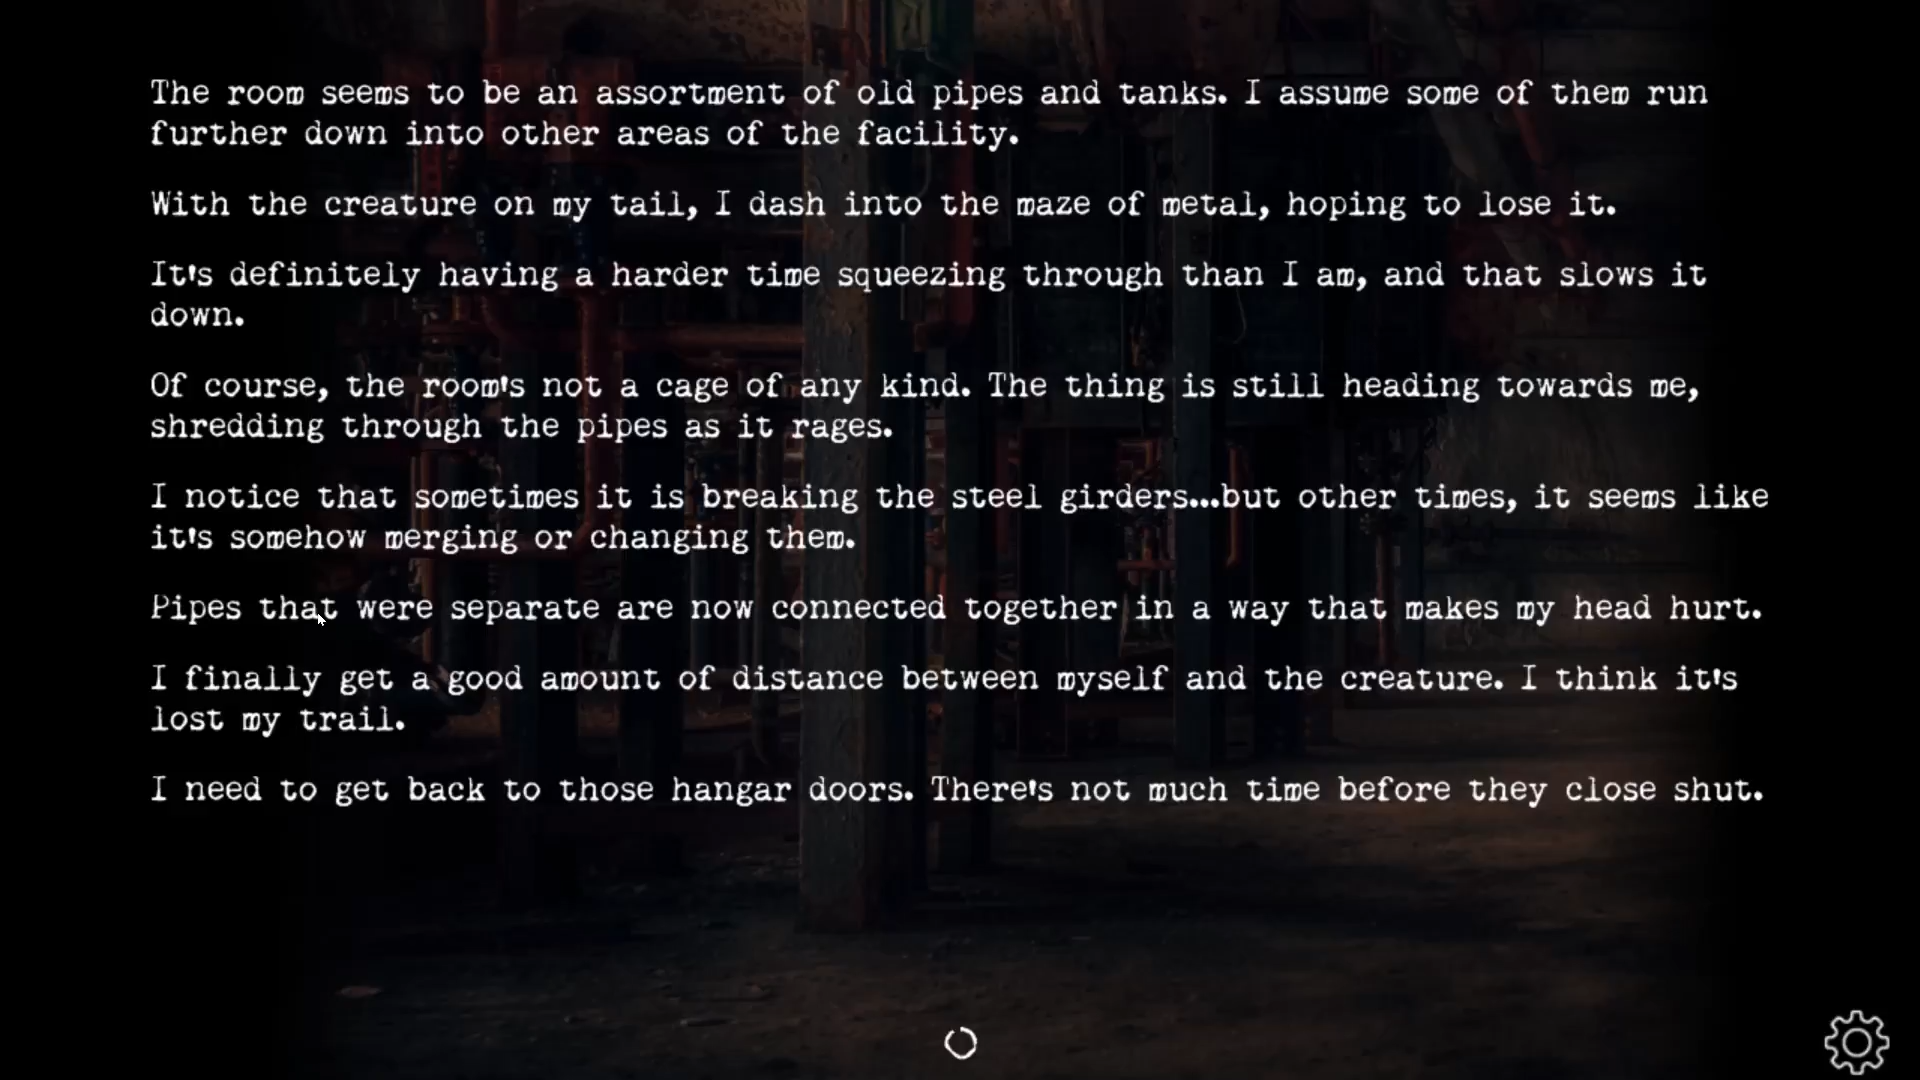 The room seems to be an assortment of old pipes and tanks. I assume some of them run
further down into other areas of the facility.
With the creature on my tail, I dash into the maze of metal, hoping to lose it.
It's definitely having a harder time squeezing through than I am, and that slows it
down.
Of course, the room's not a cage of any kind. The thing is still heading towards me,
shredding through the pipes as it rages.
I notice that sometimes it is breaking the steel girders...but other times, it seems like
it's somehow merging or changing them.
Pipes that were separate are now connected together in a way that makes my head hurt.
I finally get a good amount of distance between myself and the creature. I think it's
lost my trail.
I need to get back to those hangar doors. There's not much time before they close shut.